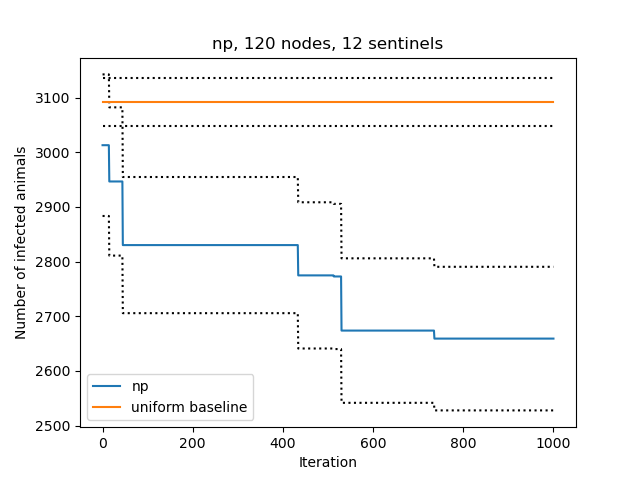 np, 120 nodes, 12 sentinels
3100
3000
2900
2800
2700
2600
2500
Number of infected animals
np
uniform baseline
0 200 400 600 800 1000
Iteration